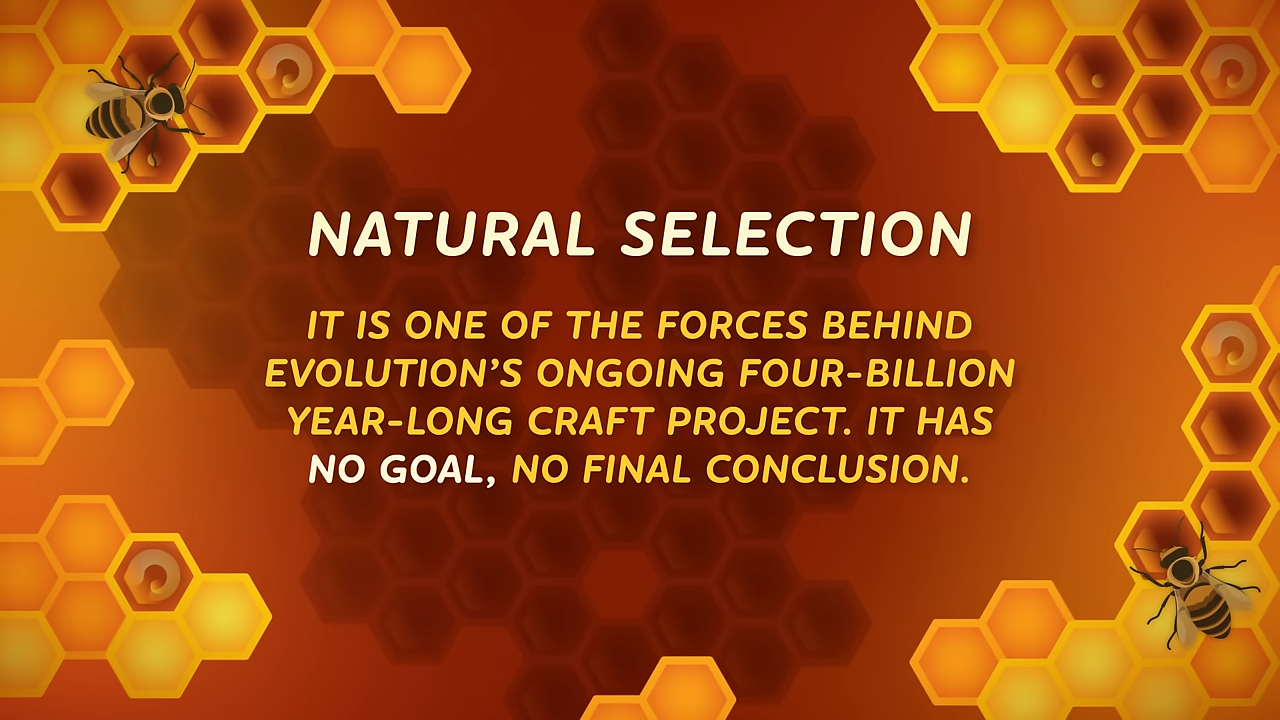 NATURAL SELECTION
IT IS ONE OF THE FORCES BEHIND
EVOLUTION’S ONGOING FOUR-BILLION
YEAR-LONG CRAFT PROJECT. IT HAS
NO GOAL, NO FINAL CONCLUSION.